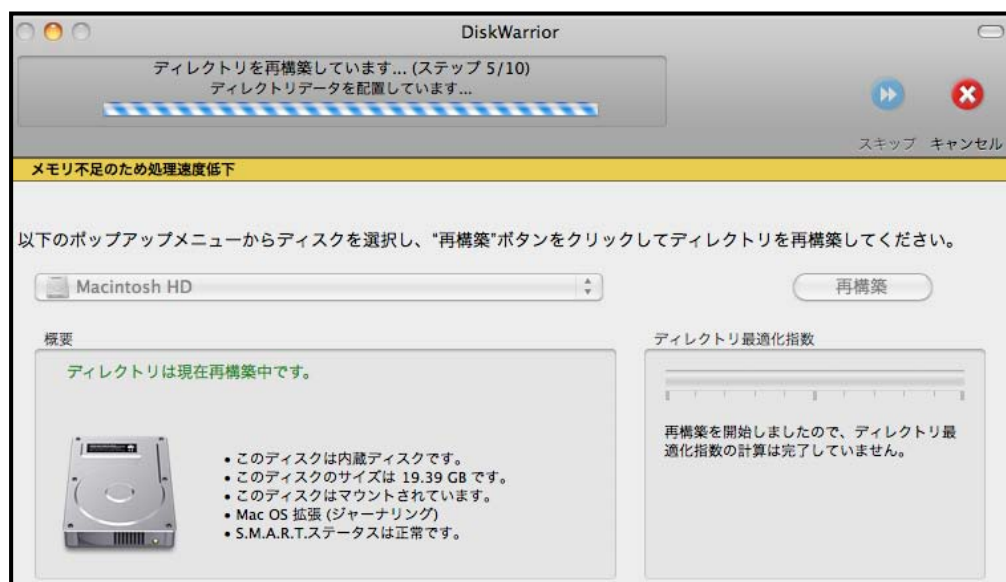 DiskWarrior
ディレクトリを再構築しています... (ステップ 5/10)
ディレクトリデータを配置しています...
スキップ キャンセル
メモリ不足のため処理速度低下
以下のポップアップメニューからディスクを選択し、“再構築”ボタンをクリックしてディレクトリを再構築してください。
Macintosh HD
再構築
概要
ディレクトリは現在再構築中です。
• このディスクは内蔵ディスクです。
• このディスクのサイズは 19.39 GB です。
• このディスクはマウントされています。
• Mac OS 拡張 (ジャーナリング)
• S.M.A.R.T.ステータスは正常です。
ディレクトリ最適化指数
再構築を開始しましたので、ディレクトリ最
適化指数の計算は完了していません。